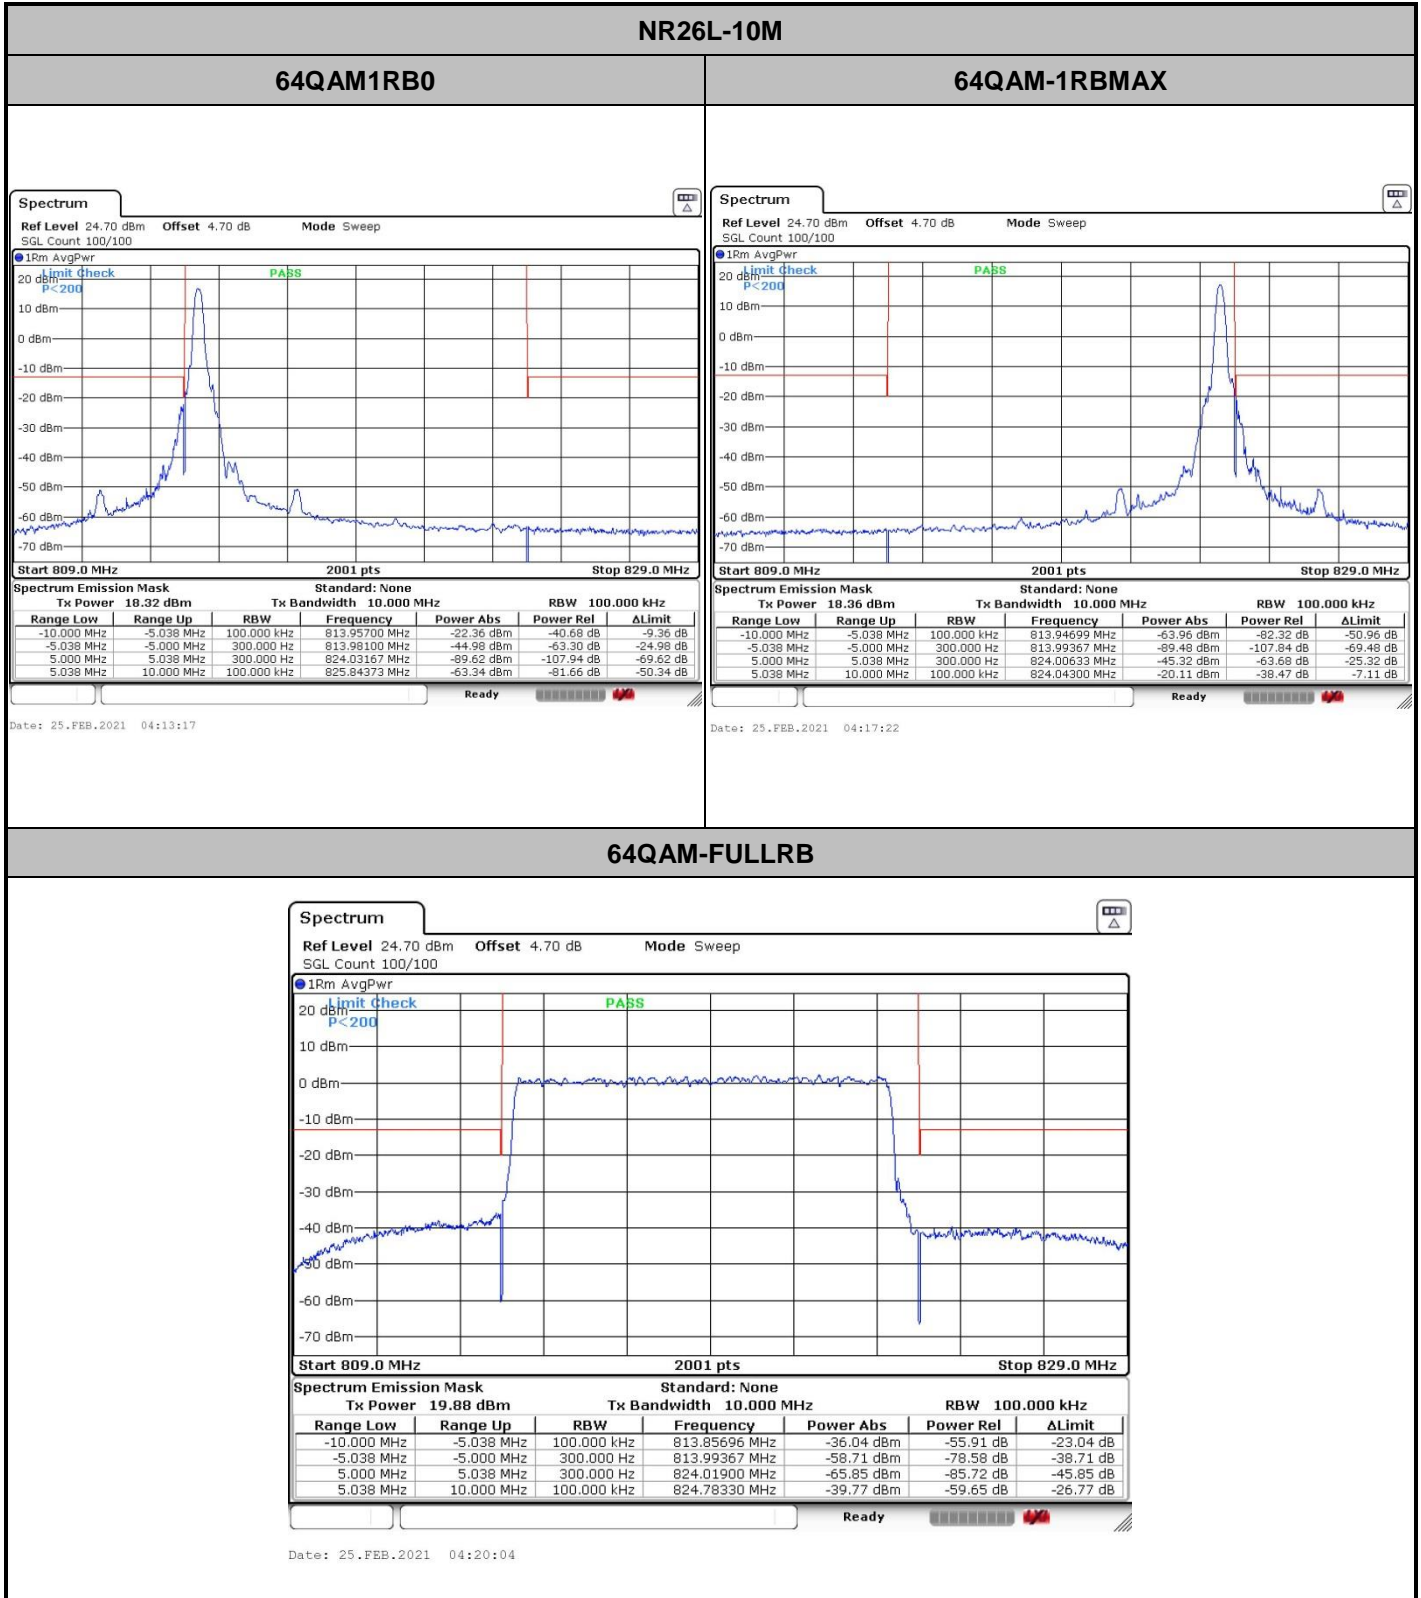 NR26L-10M
64QAM1RB0
64QAM-1RBMAX
Spectrum
Ref Level 24.70 dBm Offset 4.70 dB Mode Sweep
SGL Count 100/100
1Rm AvgPwr
Limit Check PASS
P<200
20 dBm
10 dBm
0 dBm
-10 dBm
-20 dBm
-30 dBm
-40 dBm
-50 dBm
-60 dBm
-70 dBm
Start 809.0 MHz 2001 pts Stop 829.0 MHz
Spectrum Emission Mask Standard: None
Tx Power 18.32 dBm Tx Bandwidth 10.000 MHz RBW 100.000 kHz
Range Low Range Up RBW Frequency Power Abs Power Rel ΔLimit
-10.000 MHz -5.038 MHz 100.000 kHz 813.95700 MHz -22.36 dBm -40.68 dB -9.36 dB
-5.038 MHz -5.000 MHz 300.000 Hz 813.98100 MHz -44.98 dBm -63.30 dB -24.98 dB
5.000 MHz 5.038 MHz 300.000 Hz 824.03167 MHz -89.62 dBm -107.94 dB -69.62 dB
5.038 MHz 10.000 MHz 100.000 kHz 825.84373 MHz -63.34 dBm -81.66 dB -50.34 dB
Ready
Date: 25.FEB.2021 04:13:17
Spectrum
Ref Level 24.70 dBm Offset 4.70 dB Mode Sweep
SGL Count 100/100
1Rm AvgPwr
Limit Check PASS
P<200
20 dBm
10 dBm
0 dBm
-10 dBm
-20 dBm
-30 dBm
-40 dBm
-50 dBm
-60 dBm
-70 dBm
Start 809.0 MHz 2001 pts Stop 829.0 MHz
Spectrum Emission Mask Standard: None
Tx Power 18.36 dBm Tx Bandwidth 10.000 MHz RBW 100.000 kHz
Range Low Range Up RBW Frequency Power Abs Power Rel ΔLimit
-10.000 MHz -5.038 MHz 100.000 kHz 813.94699 MHz -63.96 dBm -82.32 dB -50.96 dB
-5.038 MHz -5.000 MHz 300.000 Hz 813.99367 MHz -89.48 dBm -107.84 dB -69.48 dB
5.000 MHz 5.038 MHz 300.000 Hz 824.00633 MHz -45.32 dBm -63.68 dB -25.32 dB
5.038 MHz 10.000 MHz 100.000 kHz 824.04300 MHz -20.11 dBm -38.47 dB -7.11 dB
Ready
Date: 25.FEB.2021 04:17:22
64QAM-FULLRB
Spectrum
Ref Level 24.70 dBm Offset 4.70 dB Mode Sweep
SGL Count 100/100
1Rm AvgPwr
Limit Check PASS
P<200
20 dBm
10 dBm
0 dBm
-10 dBm
-20 dBm
-30 dBm
-40 dBm
-50 dBm
-60 dBm
-70 dBm
Start 809.0 MHz 2001 pts Stop 829.0 MHz
Spectrum Emission Mask Standard: None
Tx Power 19.88 dBm Tx Bandwidth 10.000 MHz RBW 100.000 kHz
Range Low Range Up RBW Frequency Power Abs Power Rel ΔLimit
-10.000 MHz -5.038 MHz 100.000 kHz 813.85696 MHz -36.04 dBm -55.91 dB -23.04 dB
-5.038 MHz -5.000 MHz 300.000 Hz 813.99367 MHz -58.71 dBm -78.58 dB -38.71 dB
5.000 MHz 5.038 MHz 300.000 Hz 824.01900 MHz -65.85 dBm -85.72 dB -45.85 dB
5.038 MHz 10.000 MHz 100.000 kHz 824.78330 MHz -39.77 dBm -59.65 dB -26.77 dB
Ready
Date: 25.FEB.2021 04:20:04